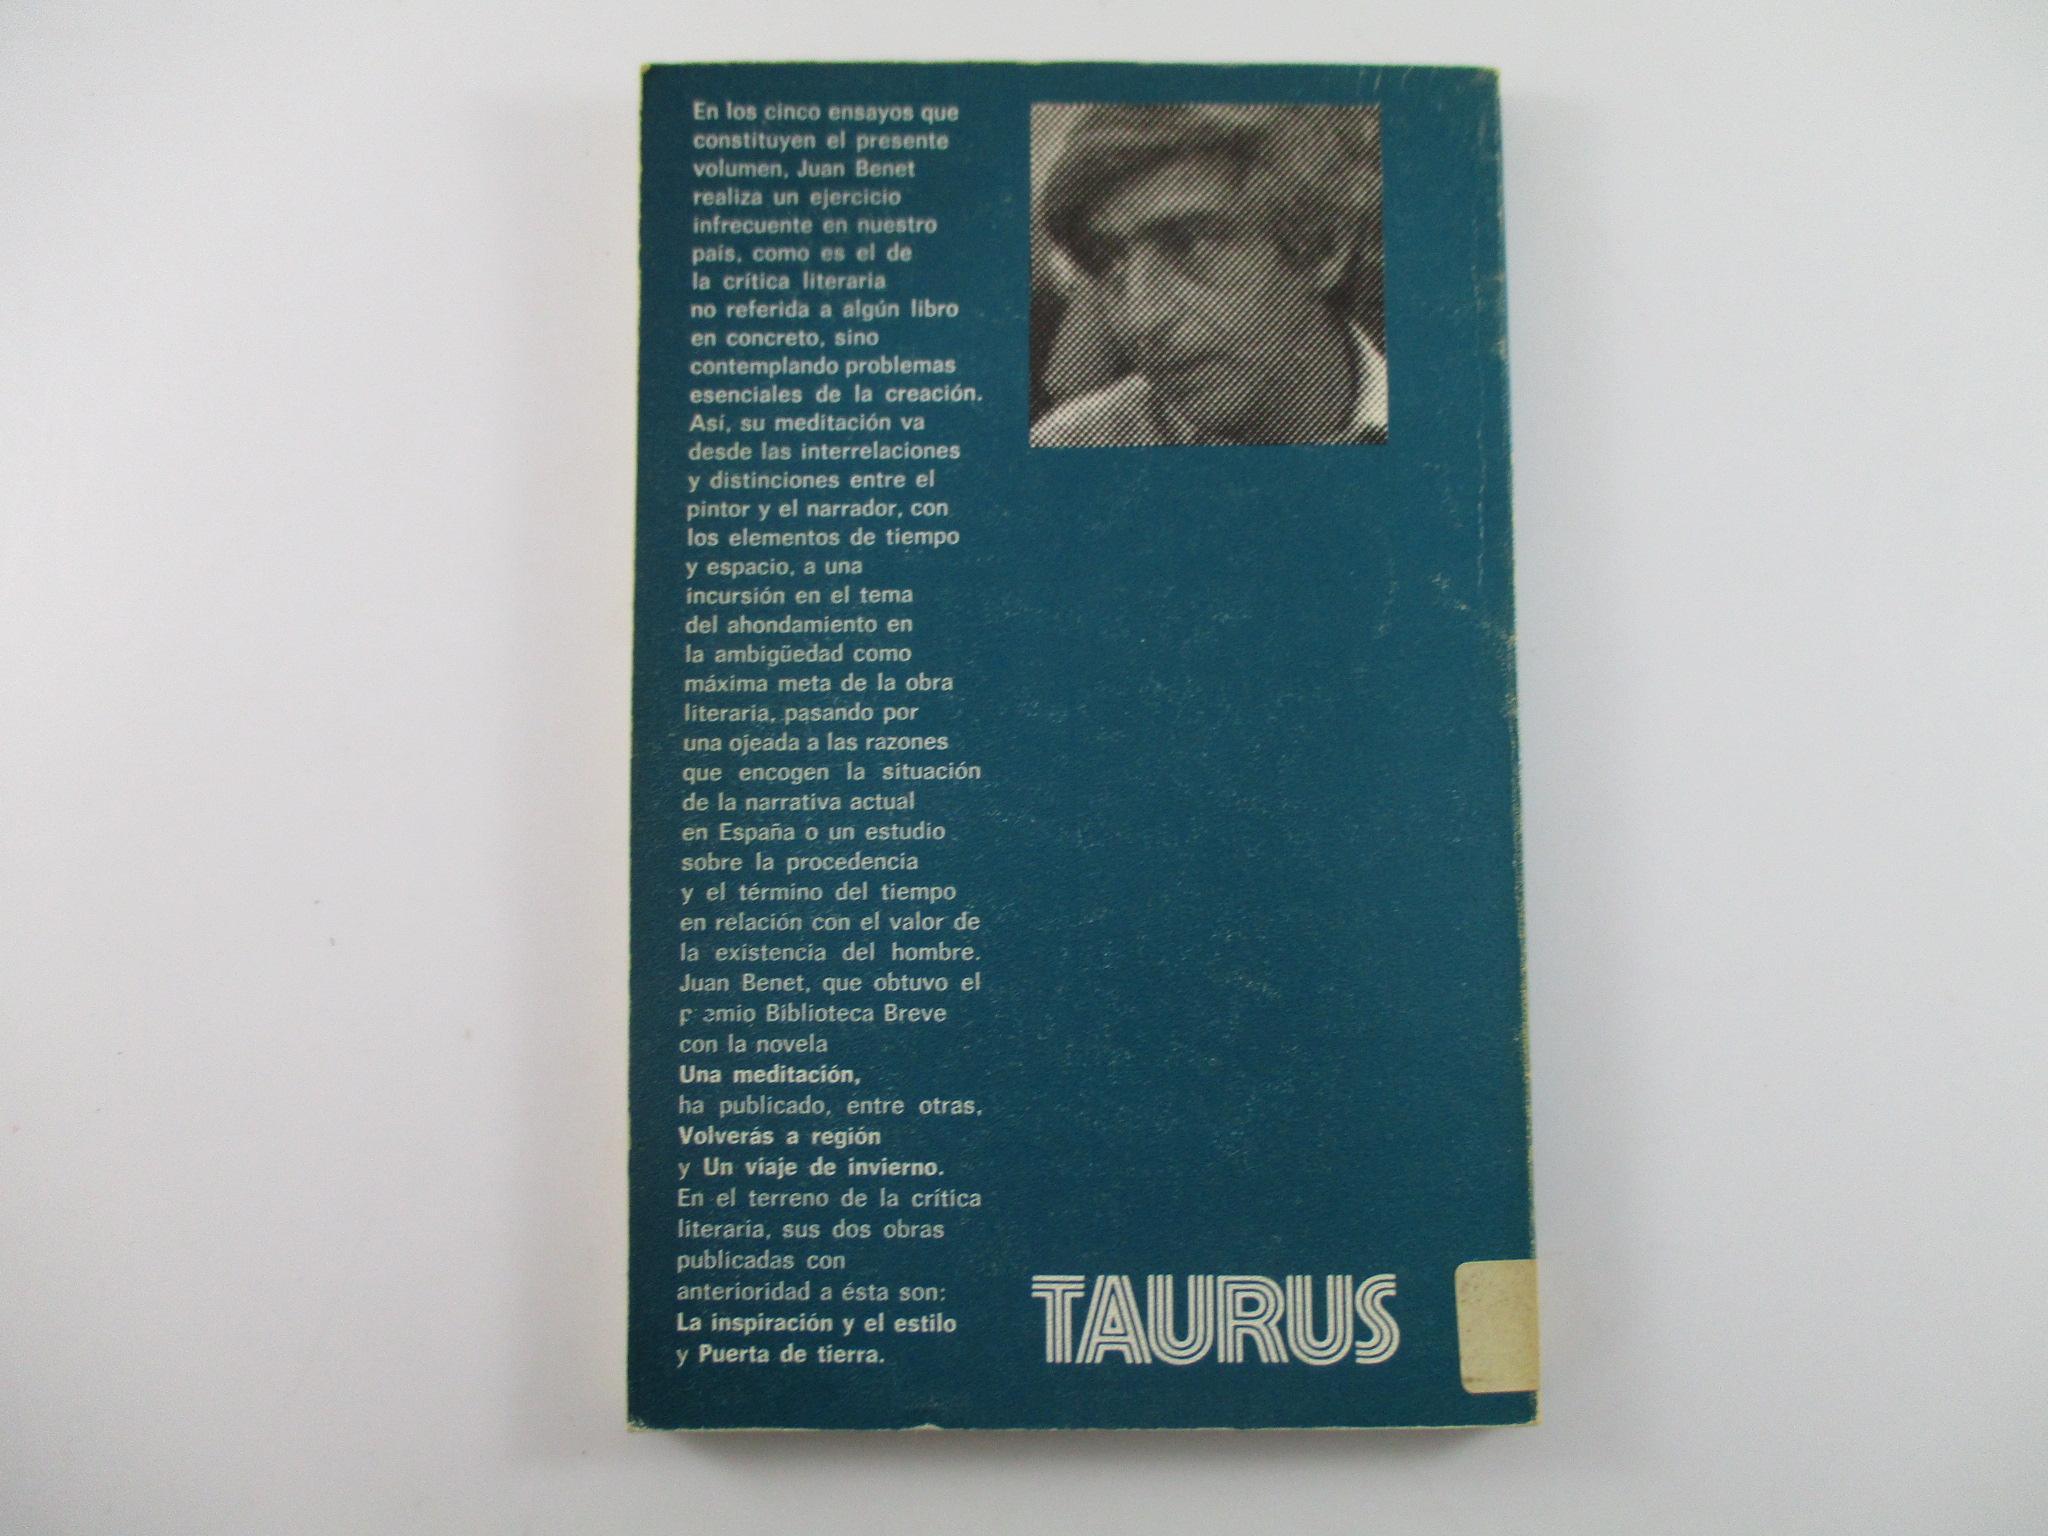 En los cinco ensayos que
constituyen el presente
volumen, Juan Benet
realiza un ejercicio
infrecuente en nuestro
país, como es el de
la crítica literaria
no referida a algún libro
en concreto, sino
contemplando problemas
esenciales de la creación.
Así, su meditación va
desde las interrelaciones
y distinciones entre el
pintor y el narrador, con
los elementos de tiempo
y espacio, a una
incursión en el tema
del ahondamiento en
la ambigüedad como
máxima meta de la obra
literaria, pasando por
una ojeada a las razones
que encogen la situación
de la narrativa actual
en España o un estudio
sobre la procedencia
y el término del tiempo
en relación con el valor de
la existencia del hombre.
Juan Benet, que obtuvo el
premio Biblioteca Breve
con la novela
Una meditación,
ha publicado, entre otras,
Volverás a región
y Un viaje de invierno.
En el terreno de la crítica
literaria, sus dos obras
publicadas con
anterioridad a ésta son:
La inspiración y el estilo
y Puerta de tierra.
TAURUS